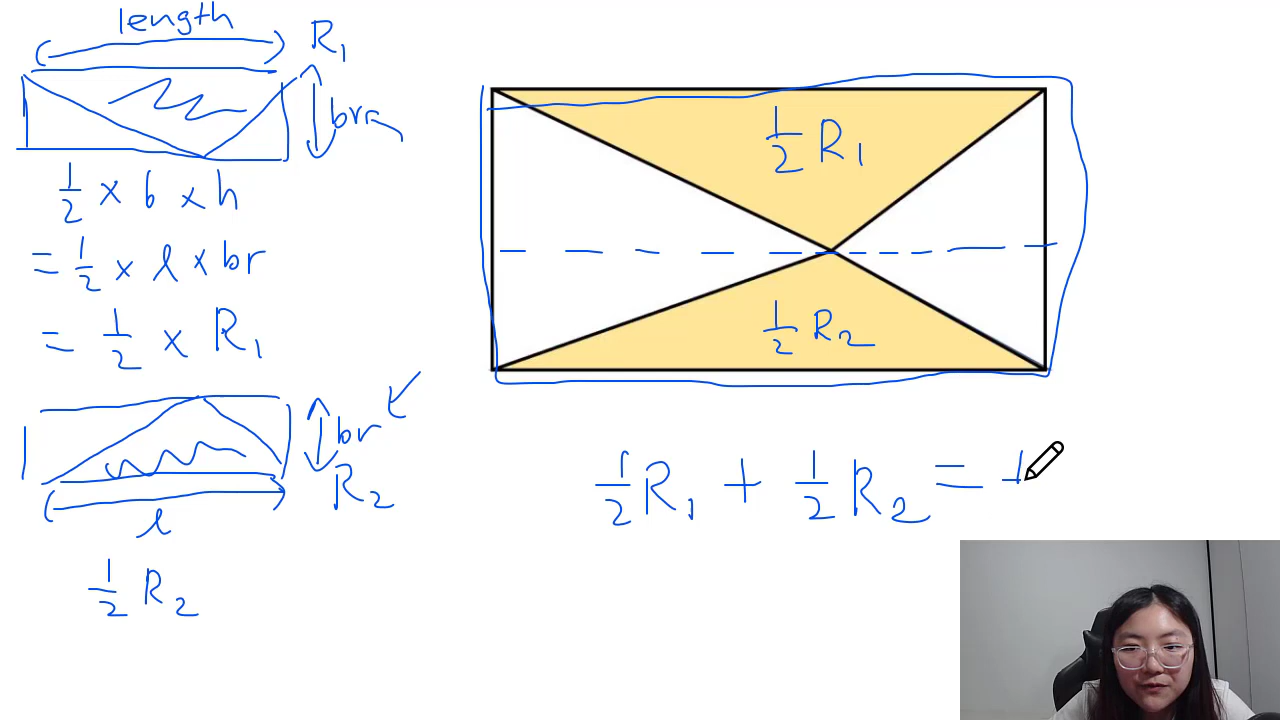 length
R₁
br
1/2 × b × h
= 1/2 × l × br
= 1/2 × R₁
br
R₂
l
1/2 R₂
1/2 R₁
1/2 R₂
1/2 R₁ + 1/2 R₂ =